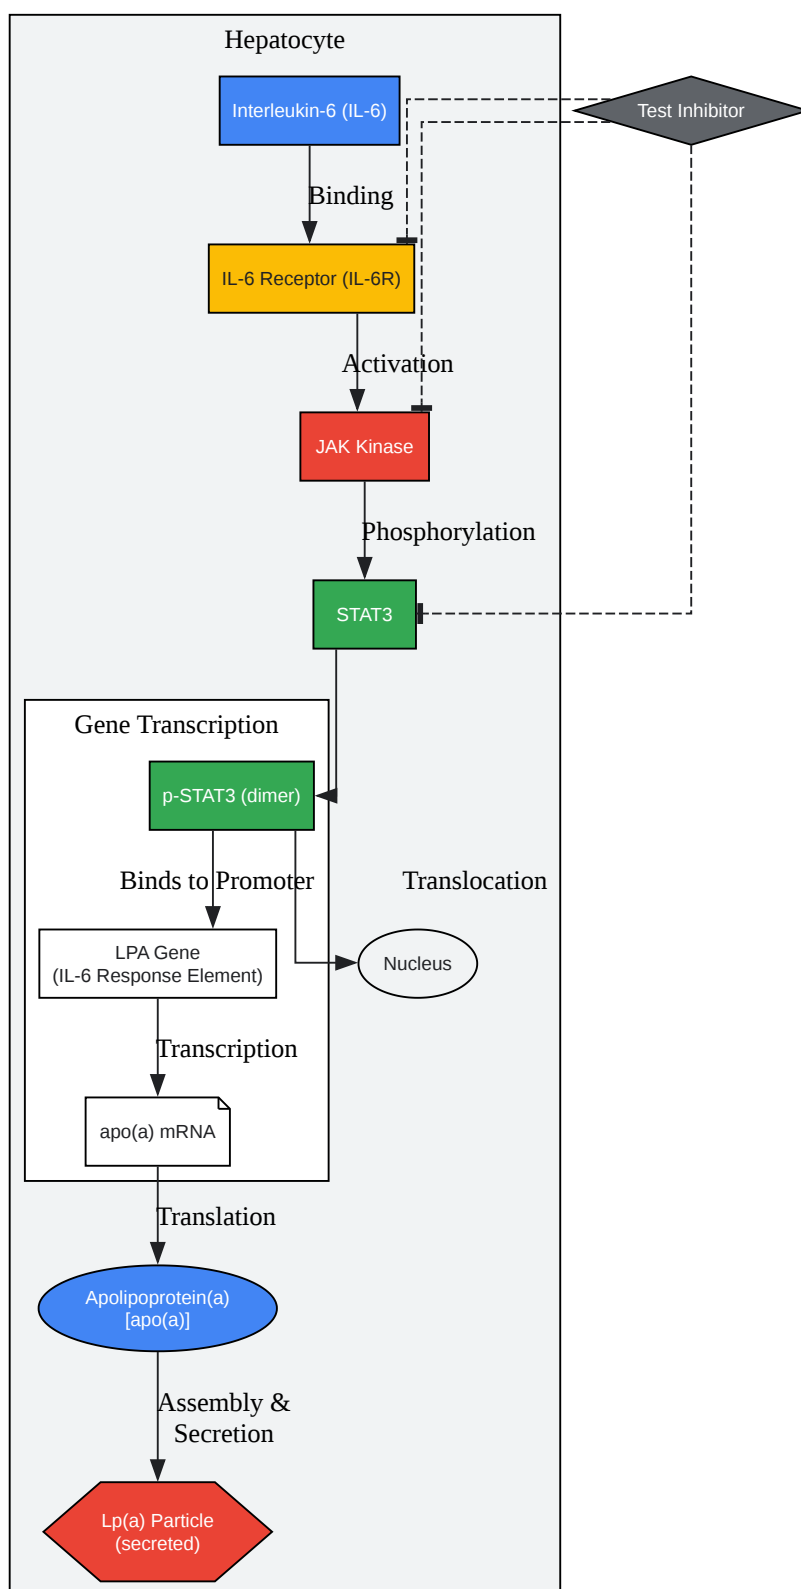 Hepatocyte
Interleukin-6 (IL-6)
Test Inhibitor
Binding
IL-6 Receptor (IL-6R)
Activation
JAK Kinase
Phosphorylation
STAT3
Gene Transcription
p-STAT3 (dimer)
Binds to Promoter
Translocation
LPA Gene
(IL-6 Response Element)
Nucleus
Transcription
apo(a) mRNA
Translation
Apolipoprotein(a)
[apo(a)]
Assembly &
Secretion
Lp(a) Particle
(secreted)